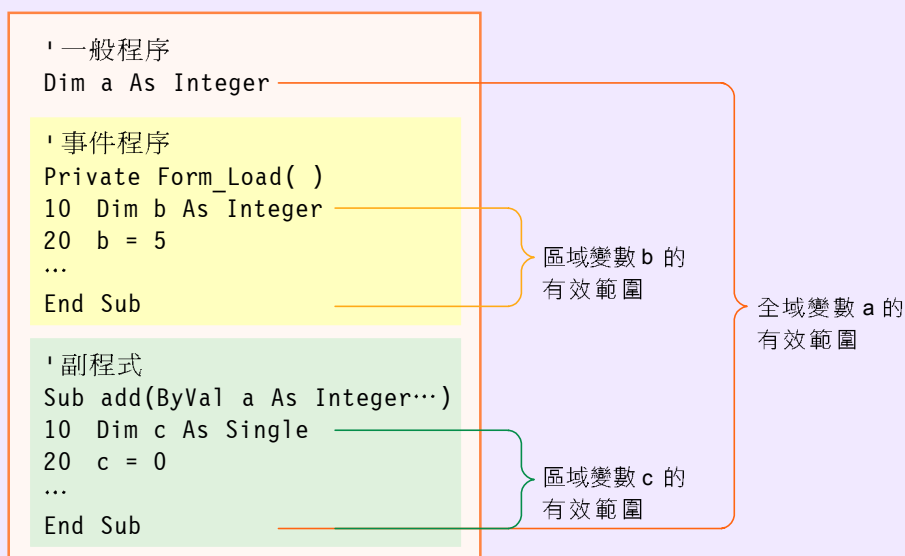 '一般程序
Dim a As Integer
'事件程序
Private Form_Load( )
10 Dim b As Integer
20 b = 5
…
End Sub
區域變數 b 的
有效範圍
全域變數 a 的
有效範圍
'副程式
Sub add(ByVal a As Integer…)
10 Dim c As Single
20 c = 0
…
End Sub
區域變數 c 的
有效範圍